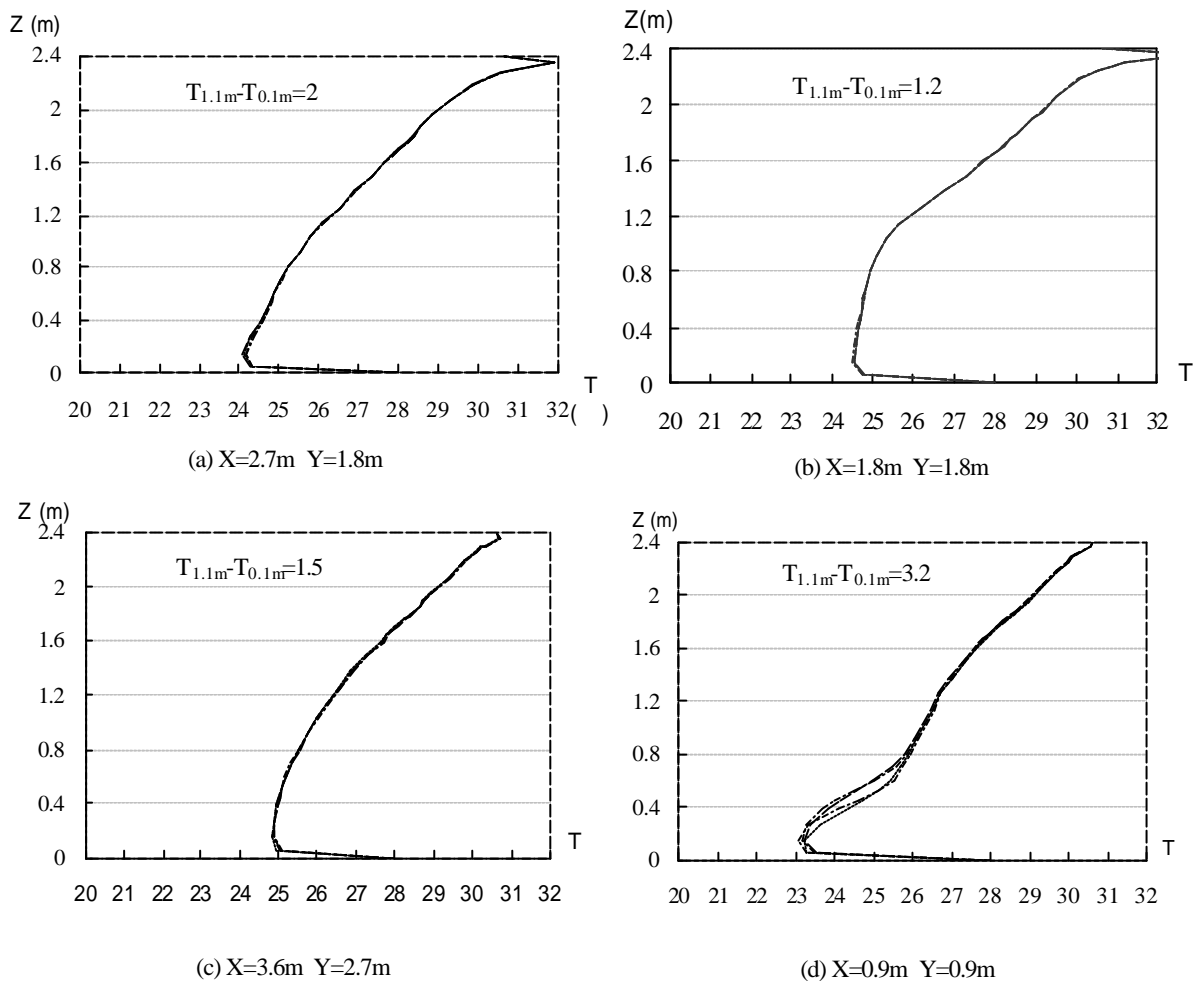 Z (m)
2.4
2
1.6
1.2
0.8
0.4
0
T1.1m-T0.1m=2
T
20 21 22 23 24 25 26 27 28 29 30 31 32( )
(a) X=2.7m Y=1.8m
Z(m)
2.4
2
1.6
1.2
0.8
0.4
0
T1.1m-T0.1m=1.2
T
20 21 22 23 24 25 26 27 28 29 30 31 32
(b) X=1.8m Y=1.8m
Z (m)
2.4
2
1.6
1.2
0.8
0.4
0
T1.1m-T0.1m=1.5
T
20 21 22 23 24 25 26 27 28 29 30 31 32
(c) X=3.6m Y=2.7m
Z (m)
2.4
2
1.6
1.2
0.8
0.4
0
T1.1m-T0.1m=3.2
T
20 21 22 23 24 25 26 27 28 29 30 31 32
(d) X=0.9m Y=0.9m